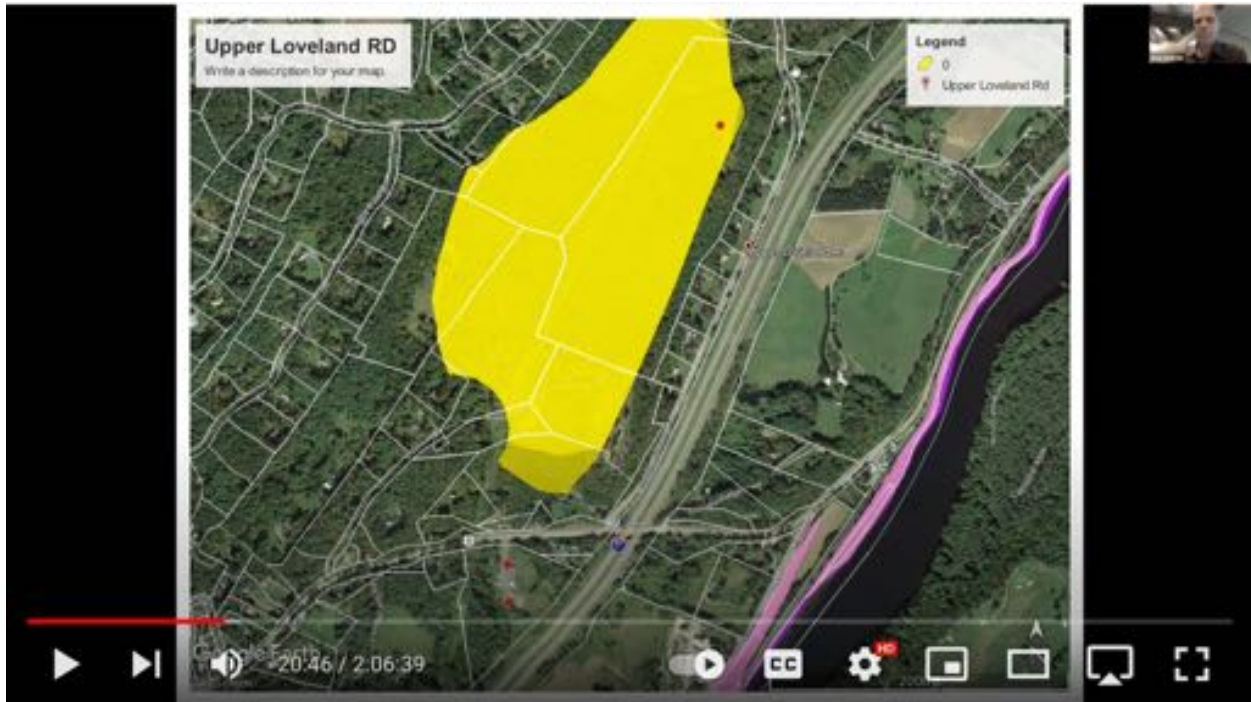 Upper Loveland RD
Write a description for your map.
Legend
0
Upper Loveland Rd
Google Earth
20:46 / 2:06:39
CC
HD